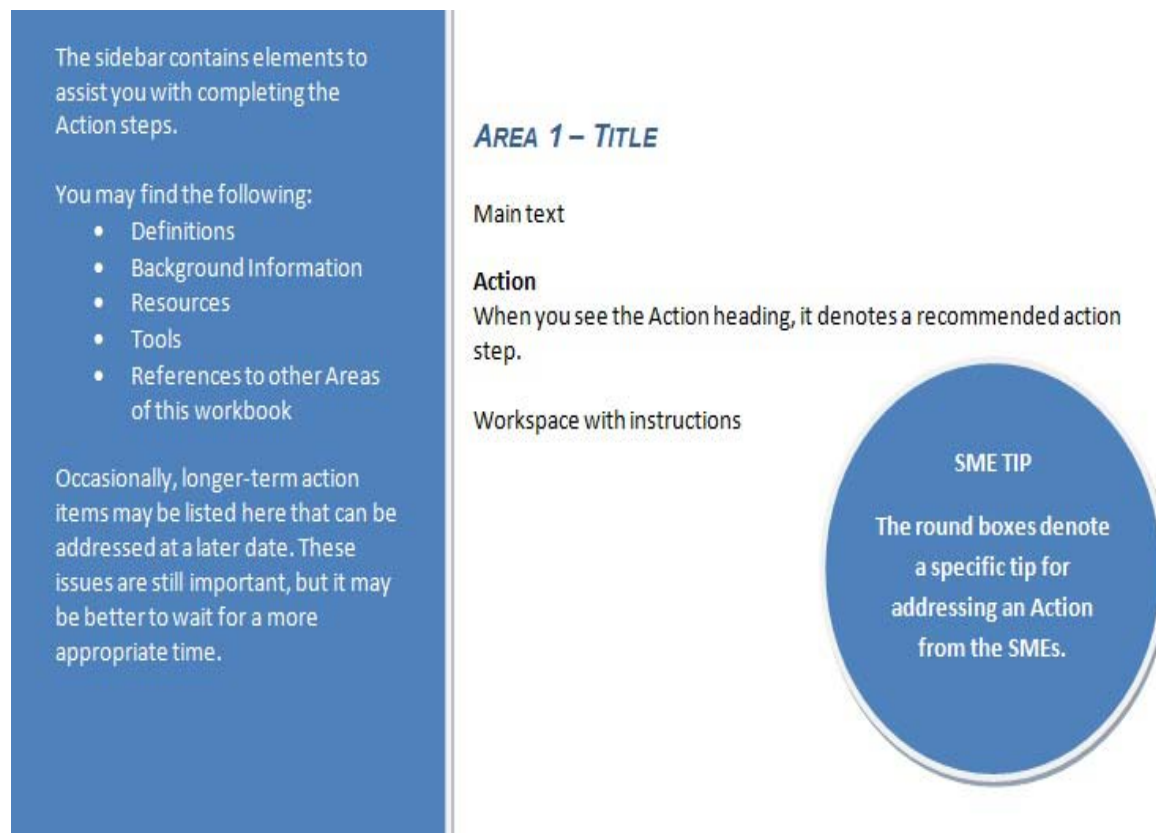 The sidebar contains elements to
assist you with completing the
Action steps.
You may find the following:
• Definitions
• Background Information
• Resources
• Tools
• References to other Areas
of this workbook
Occasionally, longer-term action
items may be listed here that can be
addressed at a later date. These
issues are still important, but it may
be better to wait for a more
appropriate time.
AREA 1 – TITLE
Main text
Action
When you see the Action heading, it denotes a recommended action
step.
Workspace with instructions
SME TIP
The round boxes denote
a specific tip for
addressing an Action
from the SMEs.